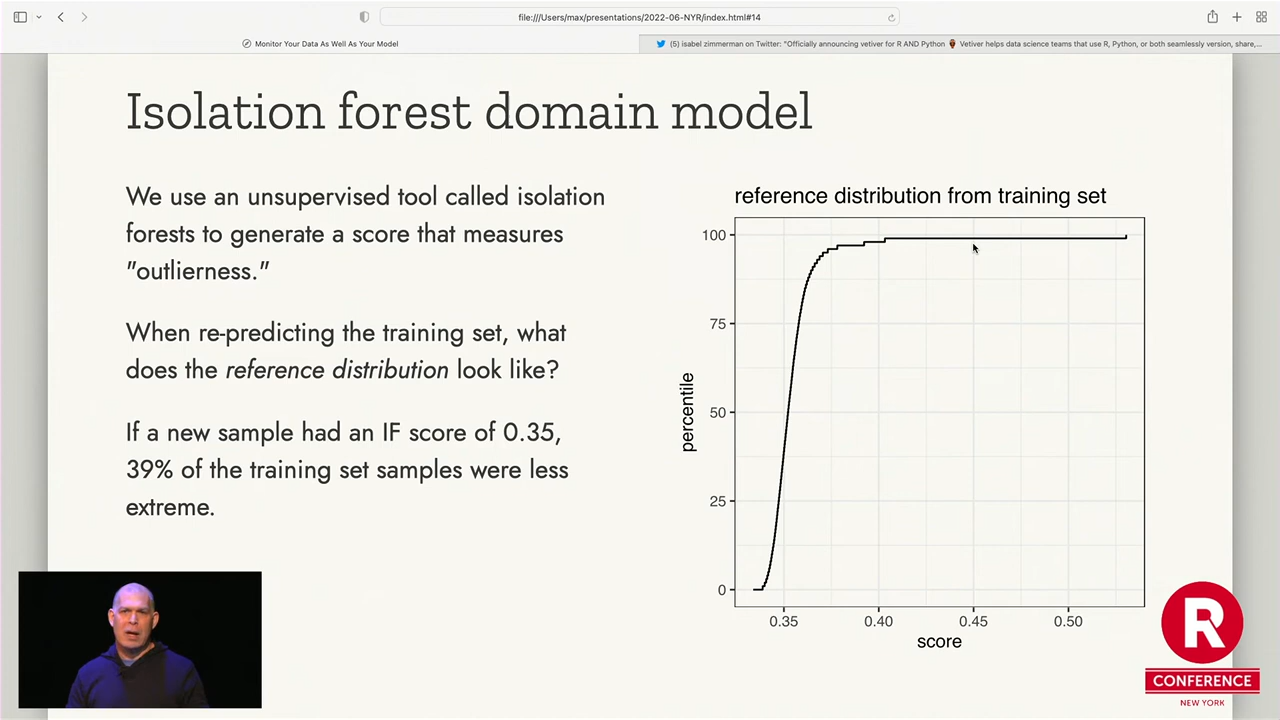 file:///Users/max/presentations/2022-06-NYR/index.html#14
Monitor Your Data As Well As Your Model
(5) isabel zimmerman on Twitter: "Officially announcing vetiver for R AND Python 🏺 Vetiver helps data science teams that use R, Python, or both seamlessly version, share,...
Isolation forest domain model
We use an unsupervised tool called isolation
forests to generate a score that measures
"outlierness."
When re-predicting the training set, what
does the reference distribution look like?
If a new sample had an IF score of 0.35,
39% of the training set samples were less
extreme.
reference distribution from training set
100
75
50
25
0
percentile
0.35 0.40 0.45 0.50
score
R
CONFERENCE
NEW YORK